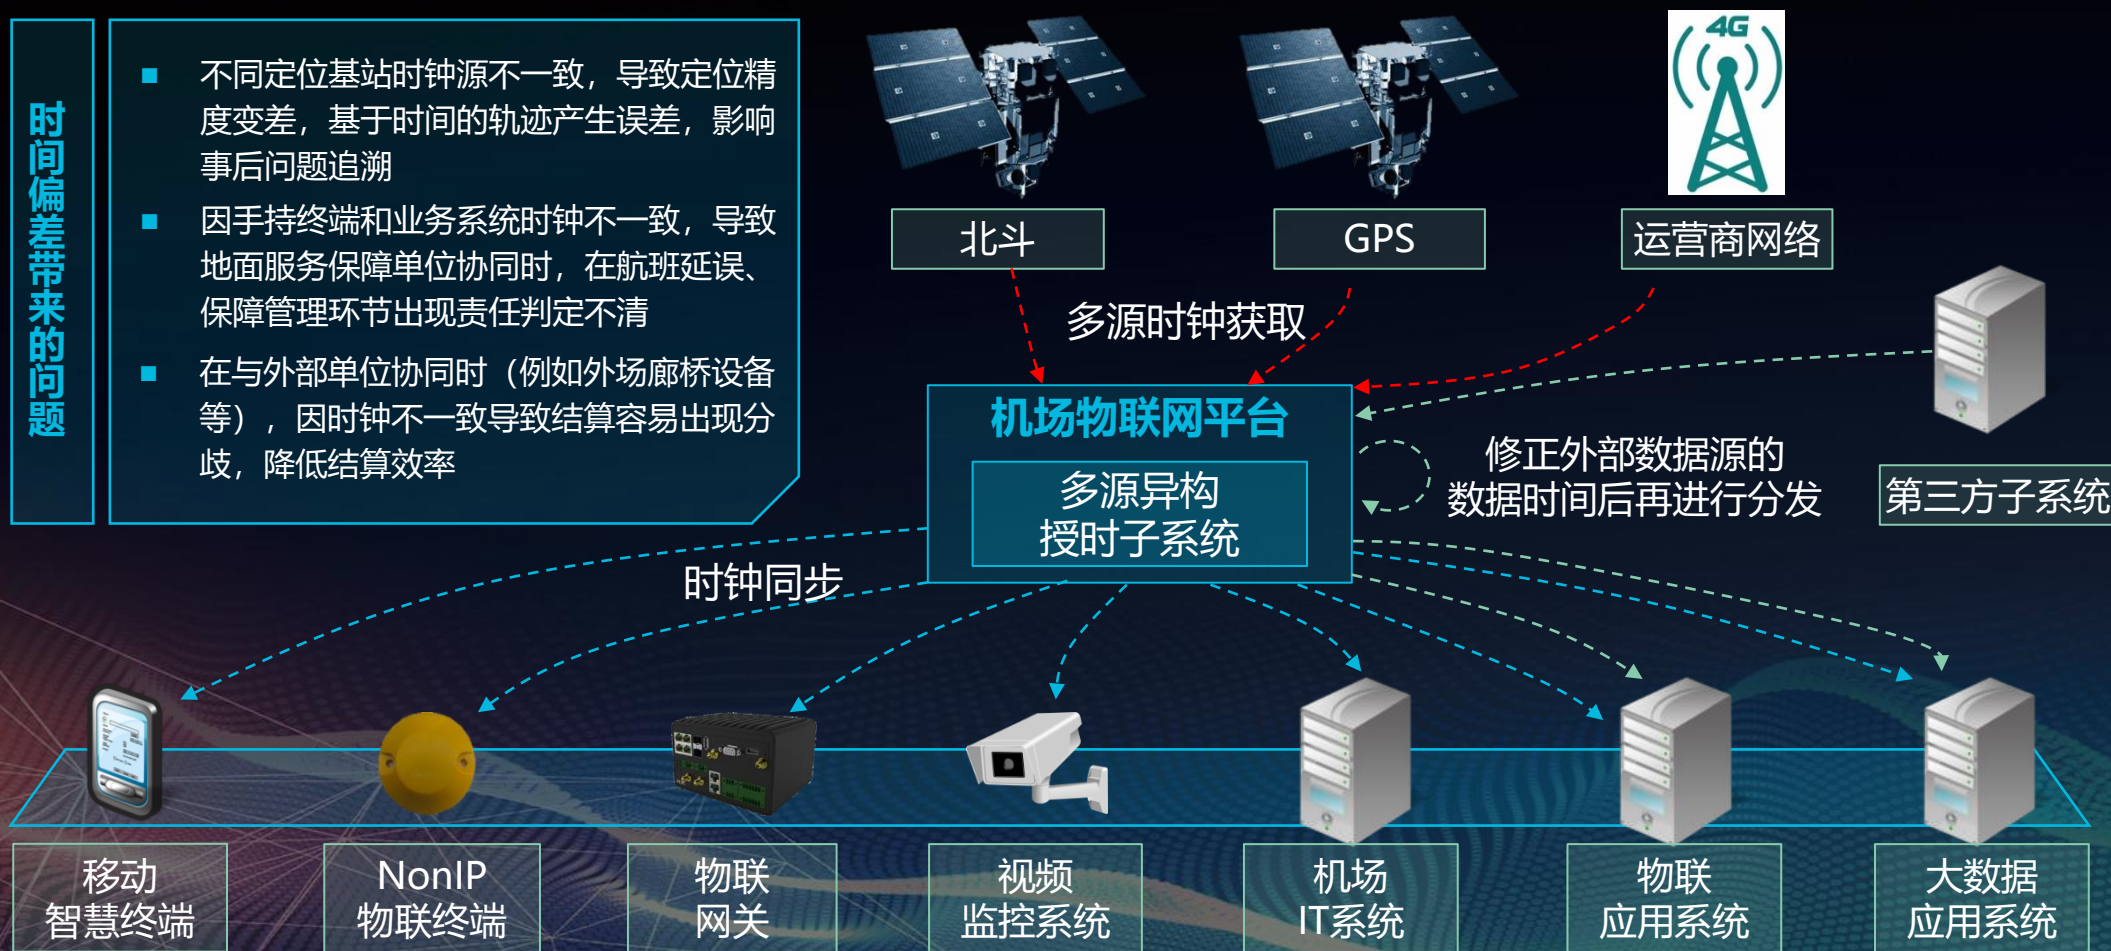 时间偏差带来的问题
不同定位基站时钟源不一致，导致定位精
度变差，基于时间的轨迹产生误差，影响
事后问题追溯
因手持终端和业务系统时钟不一致，导致
地面服务保障单位协同时，在航班延误、
保障管理环节出现责任判定不清
在与外部单位协同时（例如外场廊桥设备
等），因时钟不一致导致结算容易出现分
歧，降低结算效率
4G
北斗
GPS
运营商网络
多源时钟获取
机场物联网平台
多源异构
授时子系统
修正外部数据源的
数据时间后再进行分发
第三方子系统
时钟同步
移动
智慧终端
NonIP
物联终端
物联
网关
视频
监控系统
机场
IT系统
物联
应用系统
大数据
应用系统